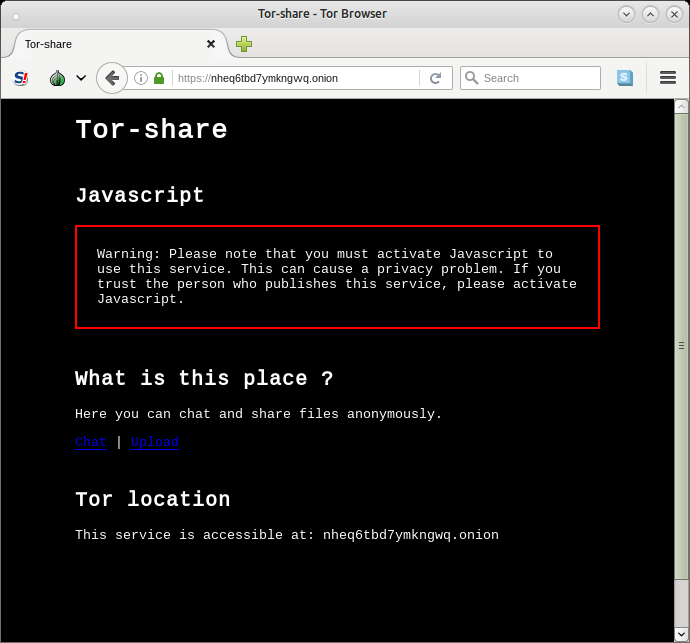 Tor-share - Tor Browser
Tor-share
S!
https://nheq6tbd7ymkngwq.onion
Search
S
Tor-share
Javascript
Warning: Please note that you must activate Javascript to
use this service. This can cause a privacy problem. If you
trust the person who publishes this service, please activate
Javascript.
What is this place ?
Here you can chat and share files anonymously.
Chat | Upload
Tor location
This service is accessible at: nheq6tbd7ymkngwq.onion